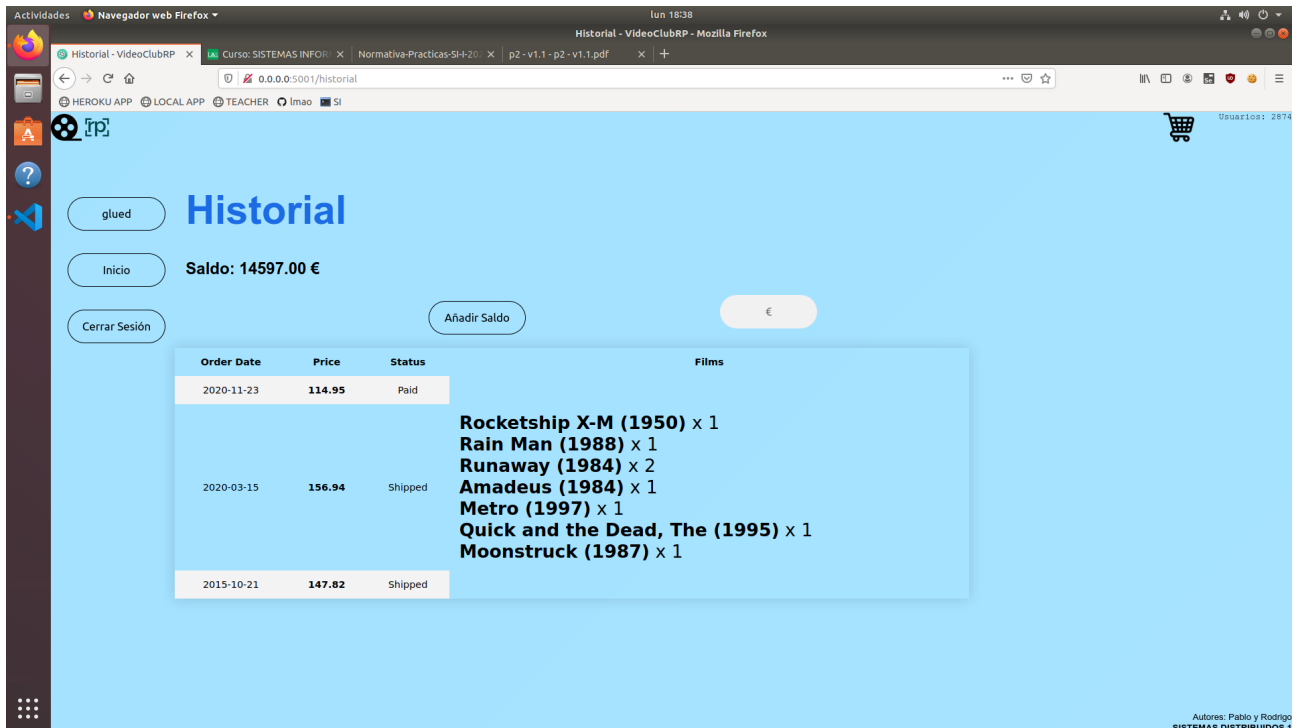 Actividades Navegador web Firefox lun 18:38
Historial - VideoClubRP - Mozilla Firefox
Historial - VideoClubRP Curso: SISTEMAS INFOR Normativa-Practicas-SI-I-20 p2 - v1.1 - p2 - v1.1.pdf
0.0.0.0:5001/historial
HEROKU APP LOCAL APP TEACHER lmao SI
[rp] Usuarios: 2874
glued Historial
Inicio Saldo: 14597.00 €
Cerrar Sesión Añadir Saldo €
Order Date Price Status Films
2020-11-23 114.95 Paid
Rocketship X-M (1950) x 1
Rain Man (1988) x 1
Runaway (1984) x 2
2020-03-15 156.94 Shipped Amadeus (1984) x 1
Metro (1997) x 1
Quick and the Dead, The (1995) x 1
Moonstruck (1987) x 1
2015-10-21 147.82 Shipped
Autores: Pablo y Rodrigo
SISTEMAS DISTRIBUIDOS 1